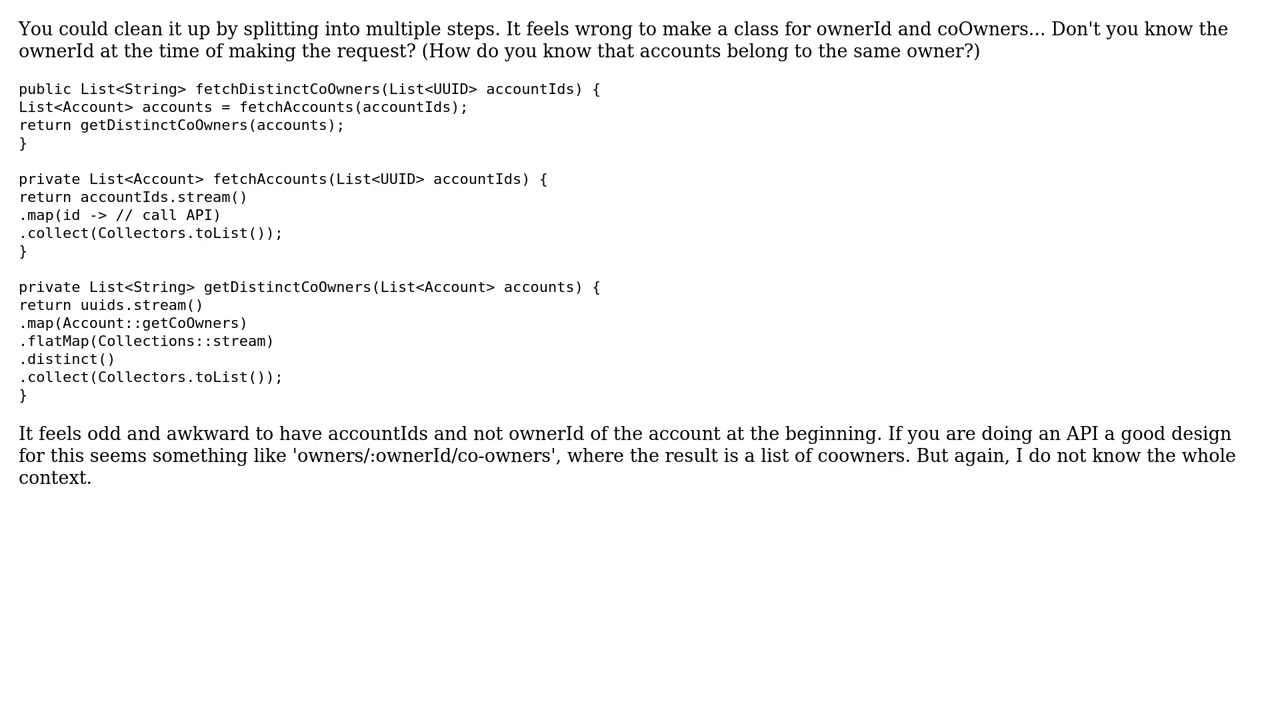 You could clean it up by splitting into multiple steps. It feels wrong to make a class for ownerId and coOwners... Don't you know the
ownerId at the time of making the request? (How do you know that accounts belong to the same owner?)
public List<String> fetchDistinctCoOwners(List<UUID> accountIds) {
List<Account> accounts = fetchAccounts(accountIds);
return getDistinctCoOwners(accounts);
}
private List<Account> fetchAccounts(List<UUID> accountIds) {
return accountIds.stream()
.map(id -> // call API)
.collect(Collectors.toList());
}
private List<String> getDistinctCoOwners(List<Account> accounts) {
return uuids.stream()
.map(Account::getCoOwners)
.flatMap(Collections::stream)
.distinct()
.collect(Collectors.toList());
}
It feels odd and awkward to have accountIds and not ownerId of the account at the beginning. If you are doing an API a good design
for this seems something like 'owners/:ownerId/co-owners', where the result is a list of coowners. But again, I do not know the whole
context.